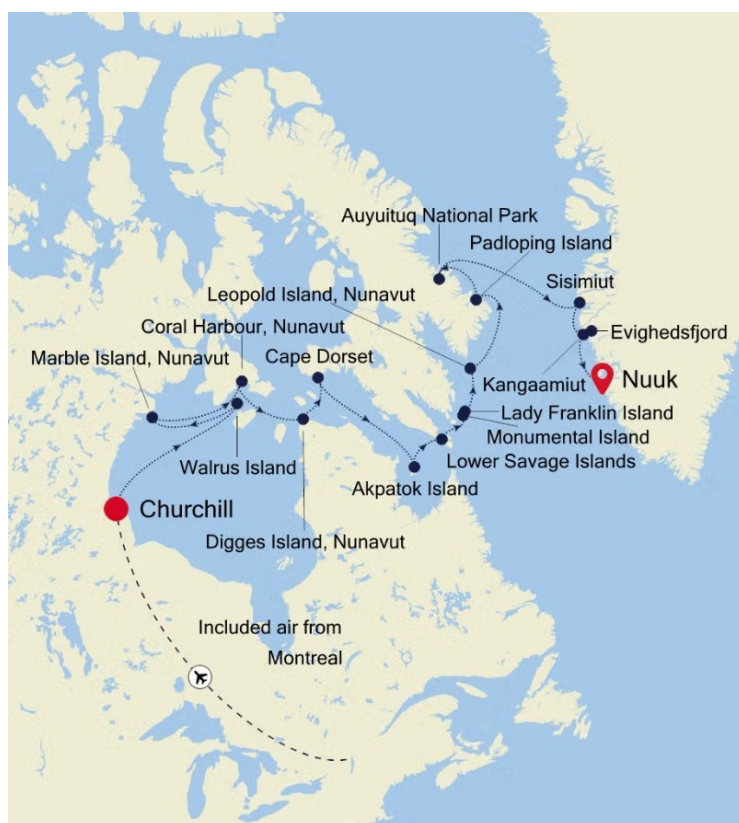 Auyuituq National Park
Padloping Island
Sisimiut
Leopold Island, Nunavut
Coral Harbour, Nunavut
Evighedsfjord
Marble Island, Nunavut
Cape Dorset
Kangaamiut
Nuuk
Lady Franklin Island
Monumental Island
Walrus Island
Lower Savage Islands
Akpatok Island
Churchill
Digges Island, Nunavut
Included air from
Montreal